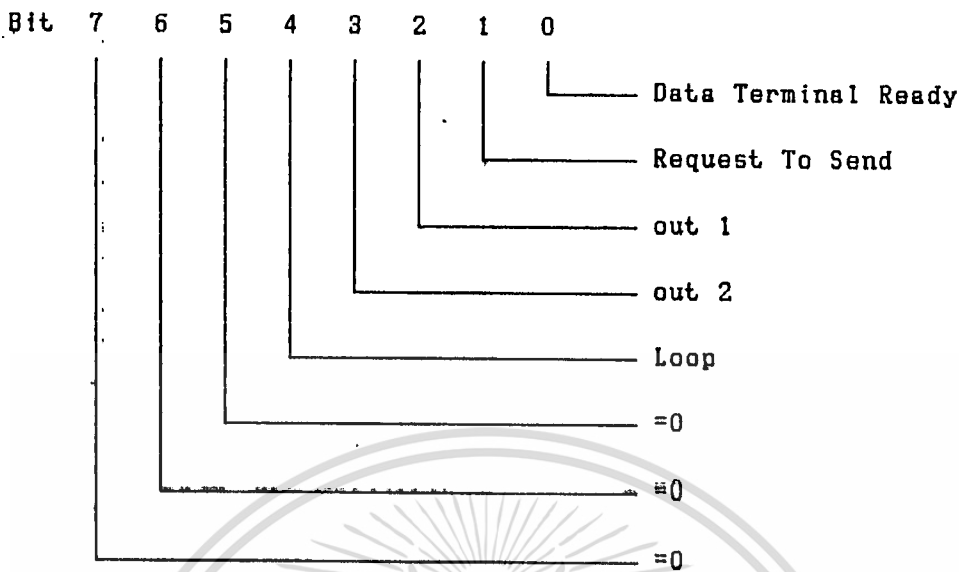 Bit 7 6 5 4 3 2 1 0
Data Terminal Ready
Request To Send
out 1
out 2
Loop
=0
=0
=0